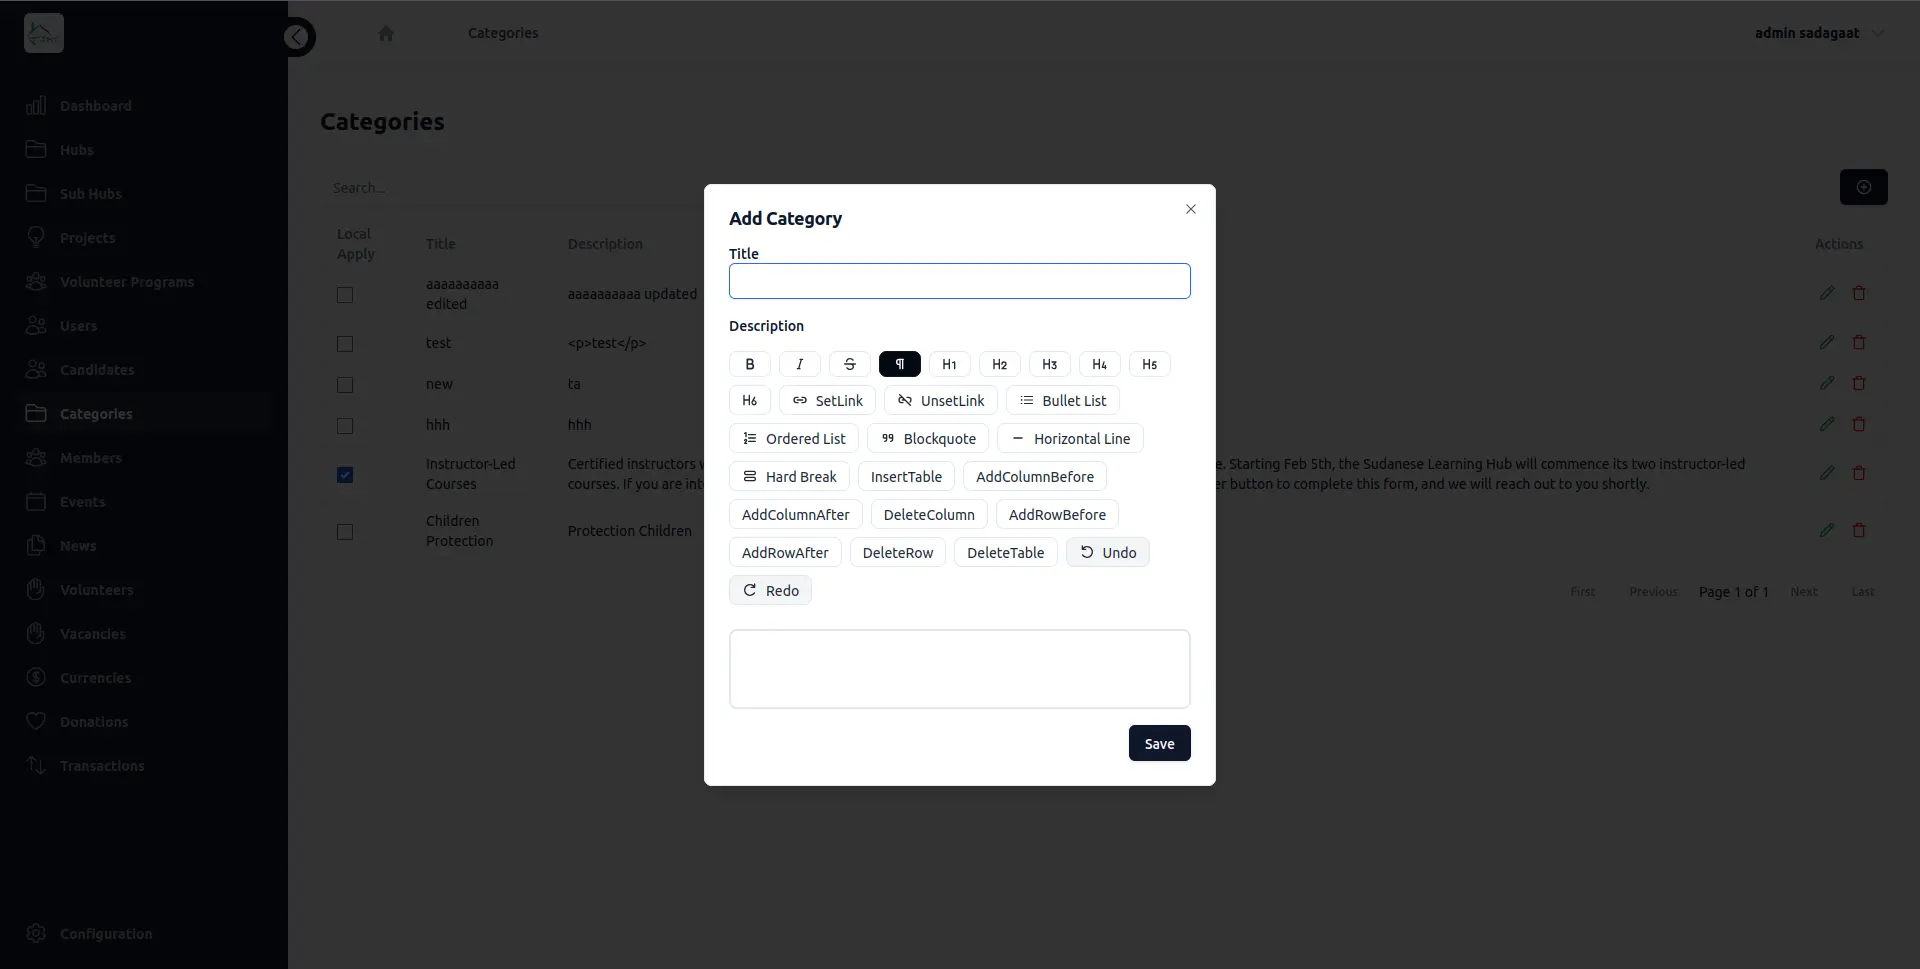 Categories
admin sadagaat
Dashboard
Hubs
Sub Hubs
Projects
Volunteer Programs
Users
Candidates
Categories
Members
Events
News
Volunteers
Vacancies
Currencies
Donations
Transactions
Configuration
Categories
Search...
Local Apply
Title
Description
Actions
aaaaaaaaaa edited
aaaaaaaaaa updated
test
<p>test</p>
new
ta
hhh
hhh
Instructor-Led Courses
Certified instructors
e. Starting Feb 5th, the Sudanese Learning Hub will commence its two instructor-led
courses. If you are int
er button to complete this form, and we will reach out to you shortly.
Children Protection
Protection Children
First
Previous
Page 1 of 1
Next
Last
Add Category
Title
Description
B
I
S
¶
H1
H2
H3
H4
H5
H6
SetLink
UnsetLink
Bullet List
Ordered List
Blockquote
Horizontal Line
Hard Break
InsertTable
AddColumnBefore
AddColumnAfter
DeleteColumn
AddRowBefore
AddRowAfter
DeleteRow
DeleteTable
Undo
Redo
Save